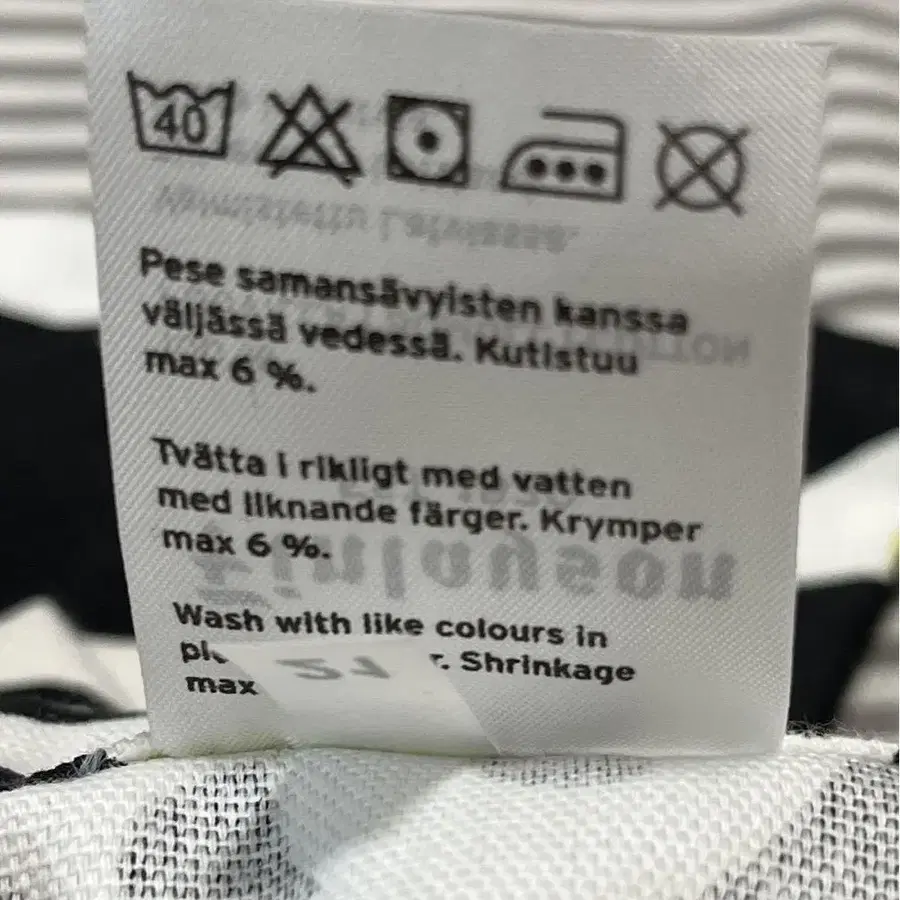 40
Pese samansävyisten kanssa
väljässä vedessä. Kutistuu
max 6 %.
Tvätta i rikligt med vatten
med liknande färger. Krymper
max 6 %.
Wash with like colours in
Shrinkage
max
Finlayson